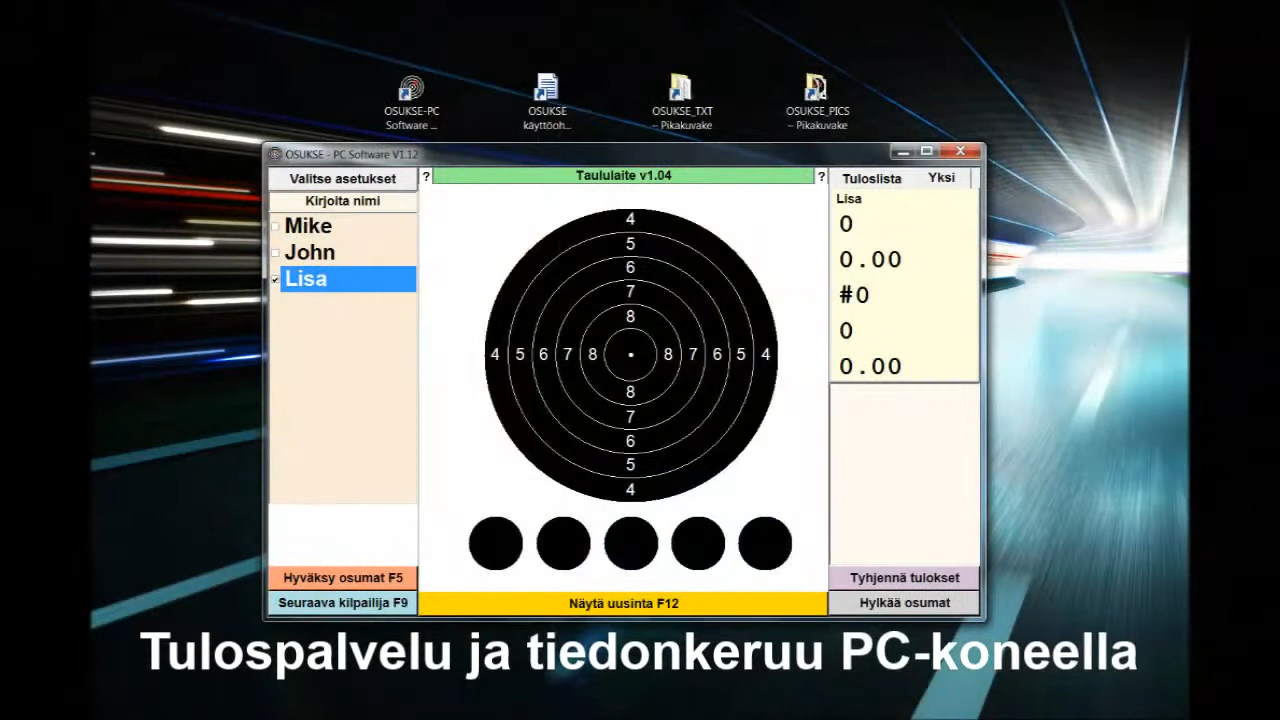 OSUKSE-PC
Software ...
OSUKSE
käyttöoh...
OSUKSE_TXT
– Pikakuvake
OSUKSE_PICS
– Pikakuvake
OSUKSE - PC Software V1.12
Valitse asetukset
?
Taululaite v1.04
?
Tuloslista
Yksi
Kirjoita nimi
Mike
John
Lisa
4
5
6
7
8
4 5 6 7 8 8 7 6 5 4
8
7
6
5
4
Lisa
0
0.00
#0
0
0.00
Hyväksy osumat F5
Seuraava kilpailija F9
Näytä uusinta F12
Tyhjennä tulokset
Hylkää osumat
Tulospalvelu ja tiedonkeruu PC-koneella